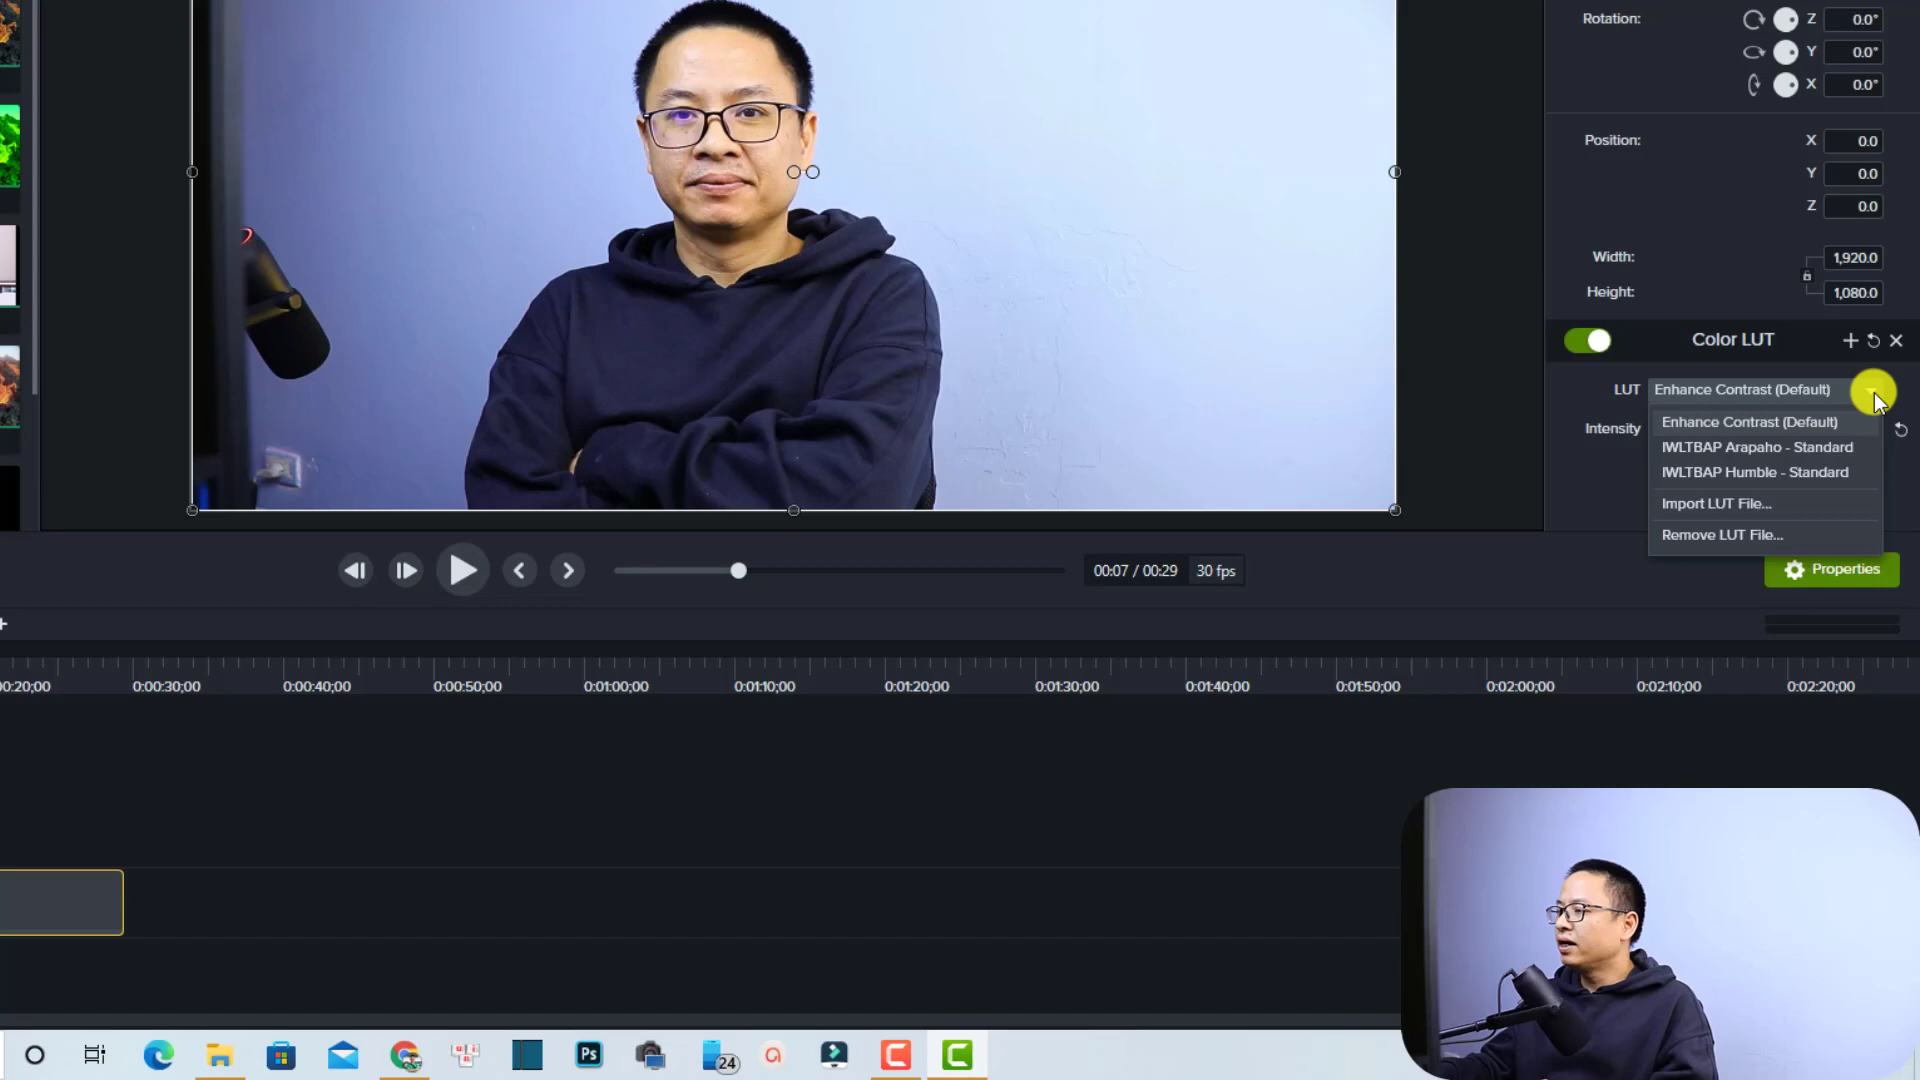 Rotation:
Z 0.0°
Y 0.0°
X 0.0°
Position:
X 0.0
Y 0.0
Z 0.0
Width: 1,920.0
Height: 1,080.0
Color LUT
LUT Enhance Contrast (Default)
Intensity
Enhance Contrast (Default)
IWLTBAP Arapaho - Standard
IWLTBAP Humble - Standard
Import LUT File...
Remove LUT File...
00:07 / 00:29 30 fps
Properties
00:20;00 0:00:30;00 0:00:40;00 0:00:50;00 0:01:00;00 0:01:10;00 0:01:20;00 0:01:30;00 0:01:40;00 0:01:50;00 0:02:00;00 0:02:10;00 0:02:20;00
Ps 24